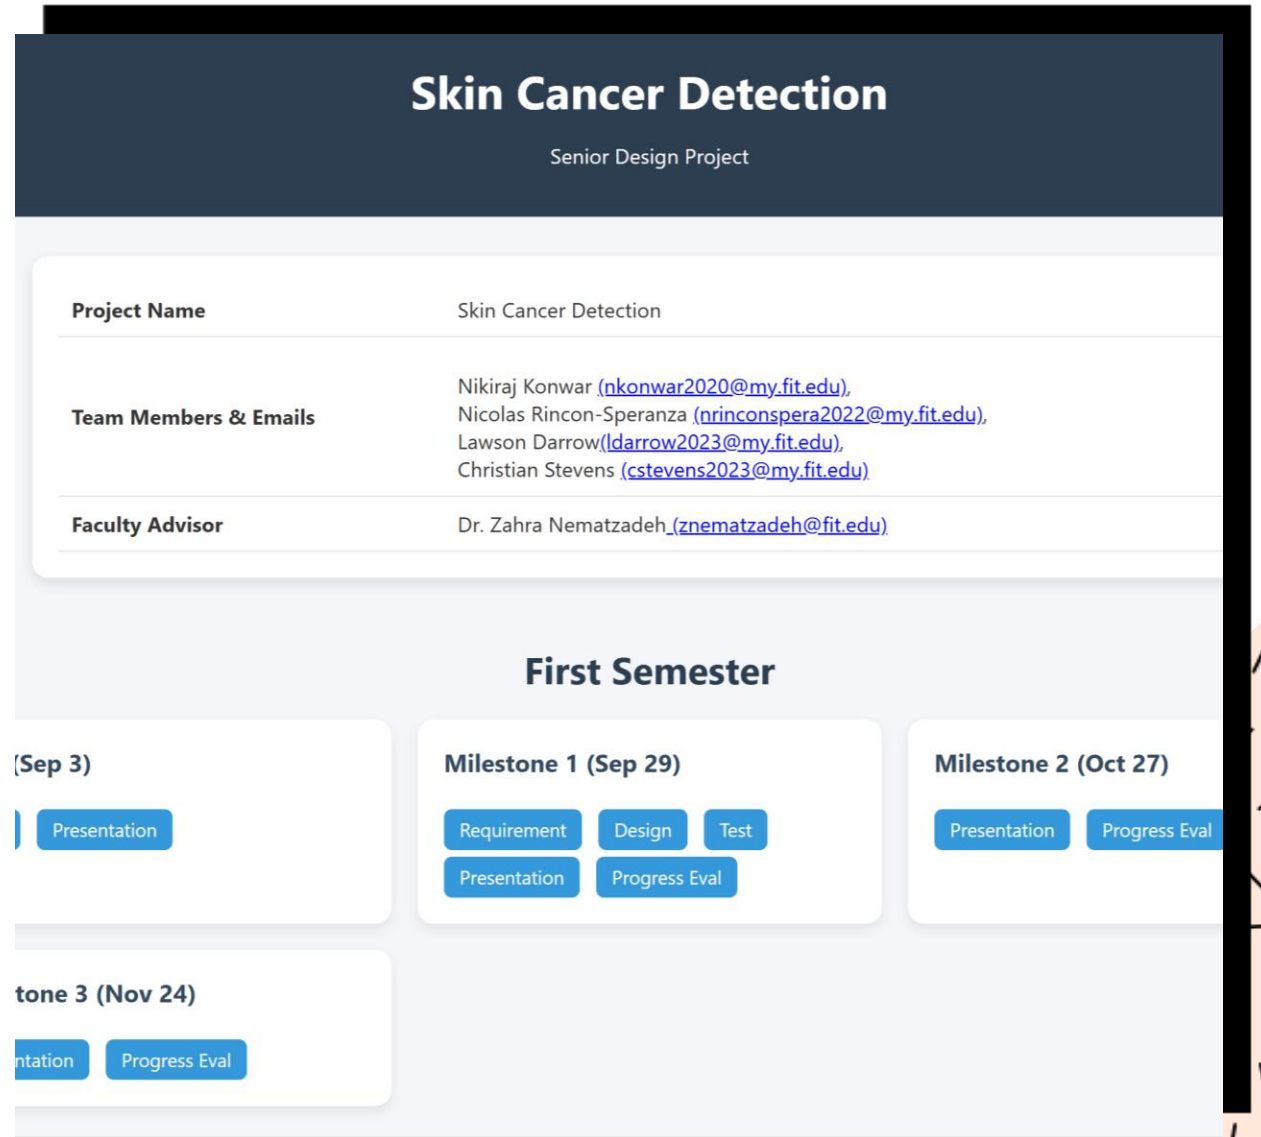 Skin Cancer Detection
Senior Design Project
Project Name Skin Cancer Detection
Team Members & Emails
Nikiraj Konwar (nkonwar2020@my.fit.edu),
Nicolas Rincon-Speranza (nrinconspera2022@my.fit.edu),
Lawson Darrow(ldarrow2023@my.fit.edu),
Christian Stevens (cstevens2023@my.fit.edu)
Faculty Advisor Dr. Zahra Nematzadeh (znematzadeh@fit.edu)
First Semester
(Sep 3)
Presentation
Milestone 1 (Sep 29)
Requirement Design Test
Presentation Progress Eval
Milestone 2 (Oct 27)
Presentation Progress Eval
tone 3 (Nov 24)
ntation Progress Eval